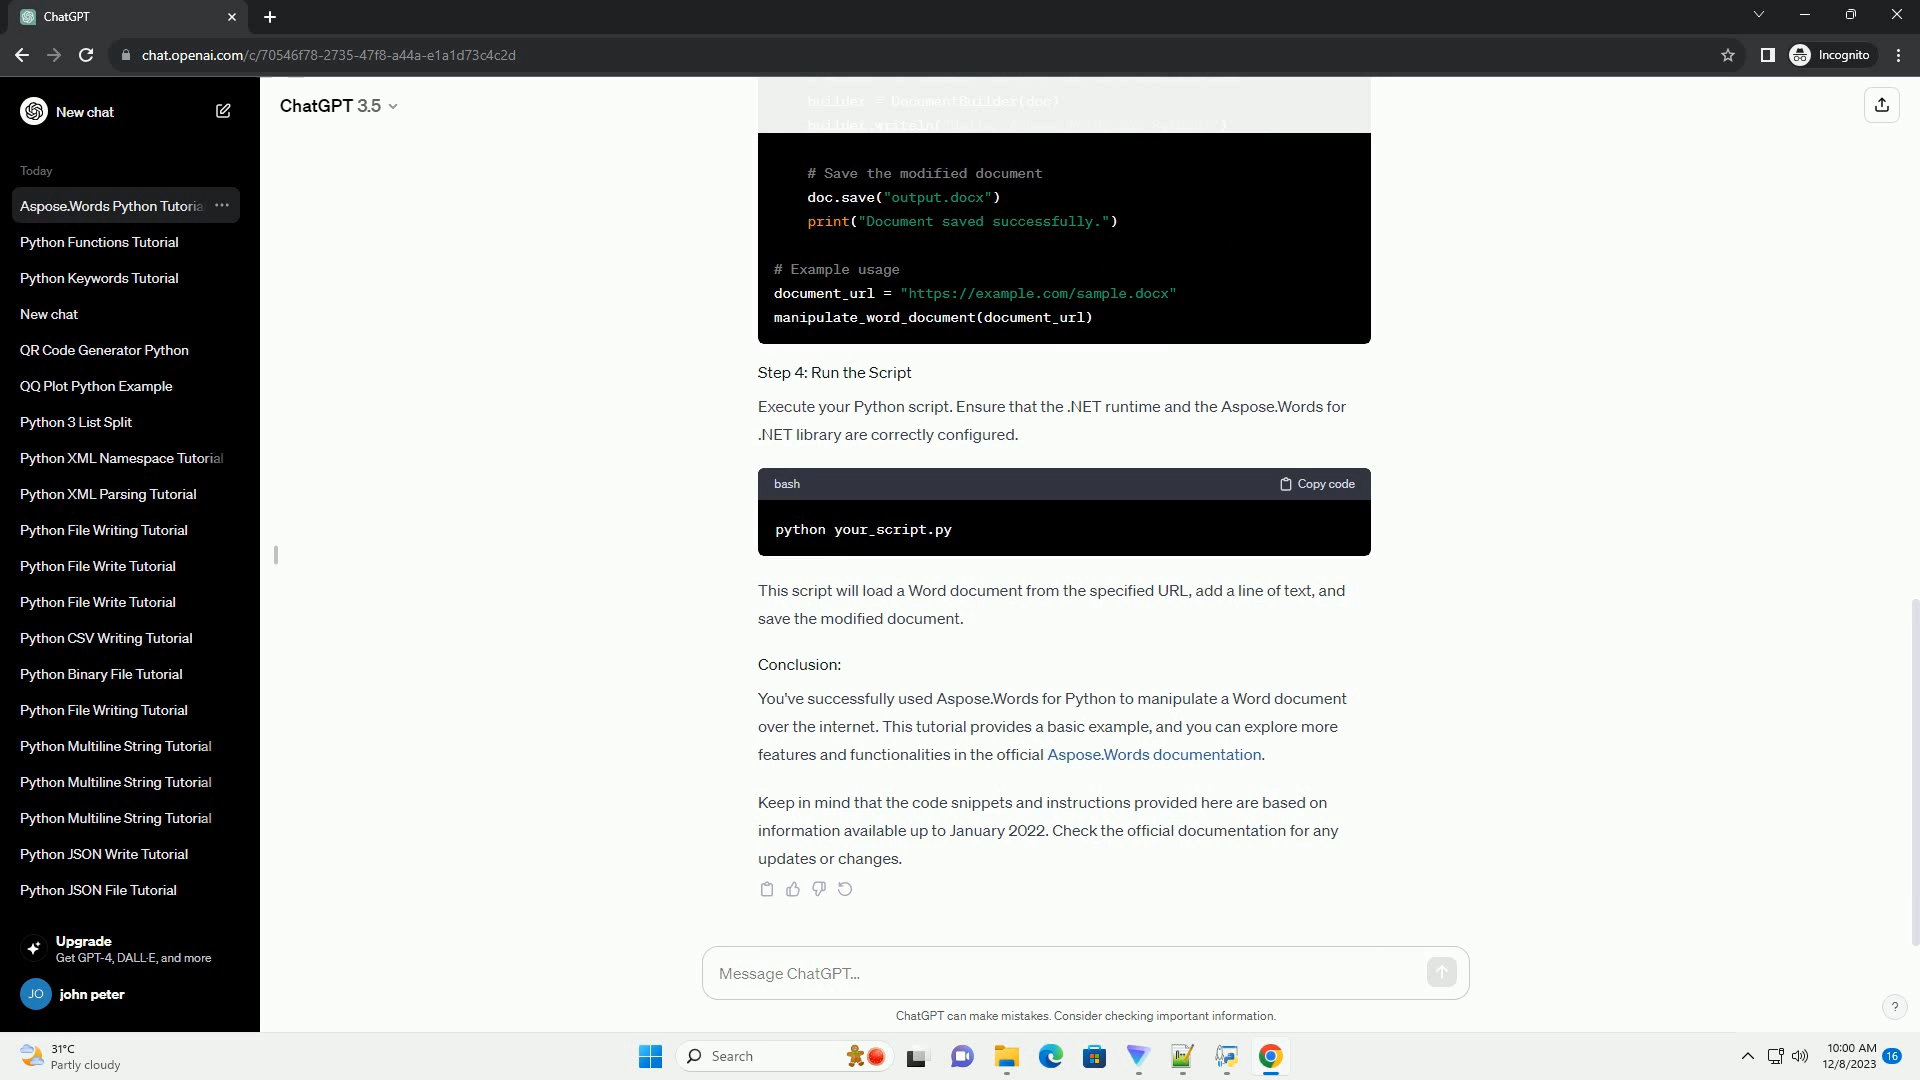 ChatGPT
chat.openai.com/c/70546f78-2735-47f8-a44a-e1a1d73c4c2d
Incognito
New chat
Today
Aspose.Words Python Tutoria
Python Functions Tutorial
Python Keywords Tutorial
New chat
QR Code Generator Python
QQ Plot Python Example
Python 3 List Split
Python XML Namespace Tutorial
Python XML Parsing Tutorial
Python File Writing Tutorial
Python File Write Tutorial
Python File Write Tutorial
Python CSV Writing Tutorial
Python Binary File Tutorial
Python File Writing Tutorial
Python Multiline String Tutorial
Python Multiline String Tutorial
Python Multiline String Tutorial
Python JSON Write Tutorial
Python JSON File Tutorial
Upgrade
Get GPT-4, DALL·E, and more
JO john peter
ChatGPT 3.5
builder = DocumentBuilder(doc)
# Save the modified document
doc.save("output.docx")
print("Document saved successfully.")
# Example usage
document_url = "https://example.com/sample.docx"
manipulate_word_document(document_url)
Step 4: Run the Script
Execute your Python script. Ensure that the .NET runtime and the Aspose.Words for
.NET library are correctly configured.
bash Copy code
python your_script.py
This script will load a Word document from the specified URL, add a line of text, and
save the modified document.
Conclusion:
You've successfully used Aspose.Words for Python to manipulate a Word document
over the internet. This tutorial provides a basic example, and you can explore more
features and functionalities in the official Aspose.Words documentation.
Keep in mind that the code snippets and instructions provided here are based on
information available up to January 2022. Check the official documentation for any
updates or changes.
Message ChatGPT...
ChatGPT can make mistakes. Consider checking important information.
?
31°C
Partly cloudy
Search
10:00 AM
12/8/2023
16